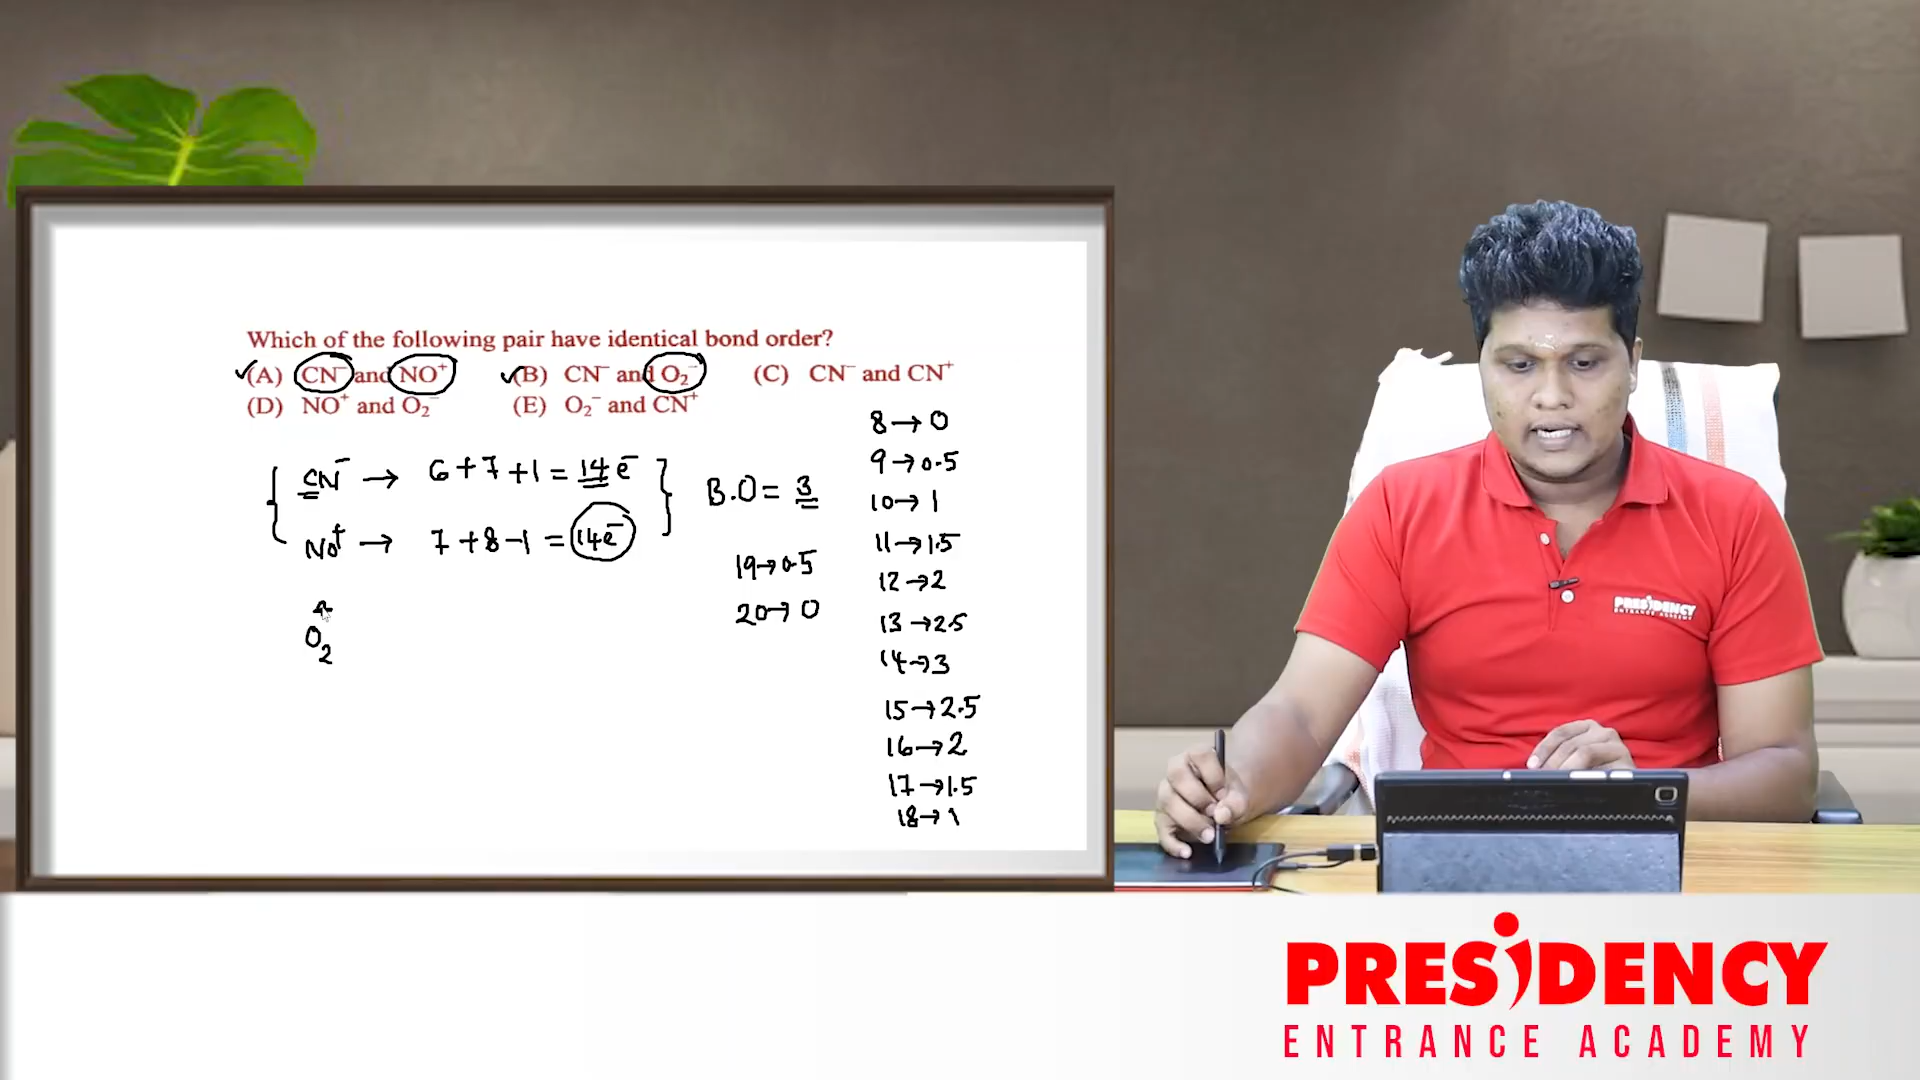 Which of the following pair have identical bond order?
(A) CN⁻ and NO⁺ (B) CN⁻ and O₂⁻ (C) CN⁻ and CN⁺
(D) NO⁺ and O₂⁻ (E) O₂⁻ and CN⁺
CN⁻ → 6+7+1 = 14e⁻
NO⁺ → 7+8-1 = 14e⁻
B.O = 3
O₂
19→0.5
20→0
8→0
9→0.5
10→1
11→1.5
12→2
13→2.5
14→3
15→2.5
16→2
17→1.5
18→1
PRESIDENCY
ENTRANCE ACADEMY
PRESIDENCY
ENTRANCE ACADEMY